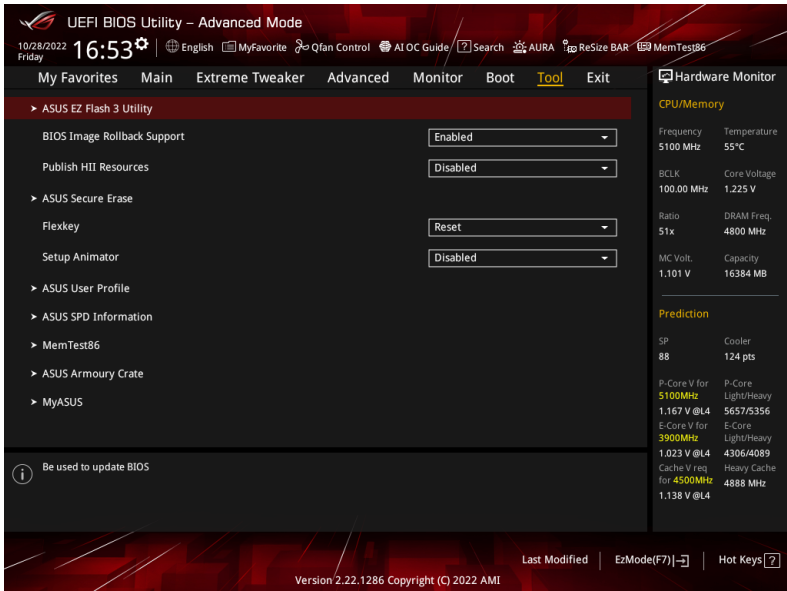 UEFI BIOS Utility – Advanced Mode
10/28/2022 Friday 16:53 English MyFavorite Qfan Control AI OC Guide ? Search AURA ReSize BAR MemTest86
My Favorites Main Extreme Tweaker Advanced Monitor Boot Tool Exit
> ASUS EZ Flash 3 Utility
BIOS Image Rollback Support Enabled
Publish HII Resources Disabled
> ASUS Secure Erase
Flexkey Reset
Setup Animator Disabled
> ASUS User Profile
> ASUS SPD Information
> MemTest86
> ASUS Armoury Crate
> MyASUS
i Be used to update BIOS
Hardware Monitor
CPU/Memory
Frequency Temperature
5100 MHz 55°C
BCLK Core Voltage
100.00 MHz 1.225 V
Ratio DRAM Freq.
51x 4800 MHz
MC Volt. Capacity
1.101 V 16384 MB
Prediction
SP Cooler
88 124 pts
P-Core V for P-Core
5100MHz Light/Heavy
1.167 V @L4 5657/5356
E-Core V for E-Core
3900MHz Light/Heavy
1.023 V @L4 4306/4089
Cache V req Heavy Cache
for 4500MHz 4888 MHz
1.138 V @L4
Last Modified EzMode(F7) Hot Keys ?
Version 2.22.1286 Copyright (C) 2022 AMI